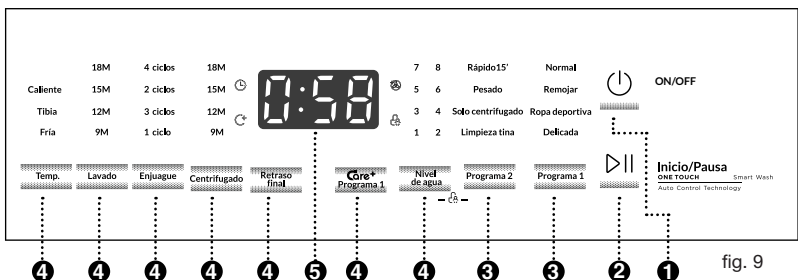 18M 4 ciclos 18M 7 8 Rápido15' Normal
Caliente 15M 2 ciclos 15M 0:58 5 6 Pesado Remojar ON/OFF
Tibia 12M 3 ciclos 12M 3 4 Solo centrifugado Ropa deportiva
Fría 9M 1 ciclo 9M 1 2 Limpieza tina Delicada
Temp. Lavado Enjuague Centrifugado Retraso final Care+ Programa 1 Nivel de agua Programa 2 Programa 1 Inicio/Pausa
ONE TOUCH Smart Wash
Auto Control Technology
4 4 4 4 4 5 4 4 3 3 2 1
fig. 9